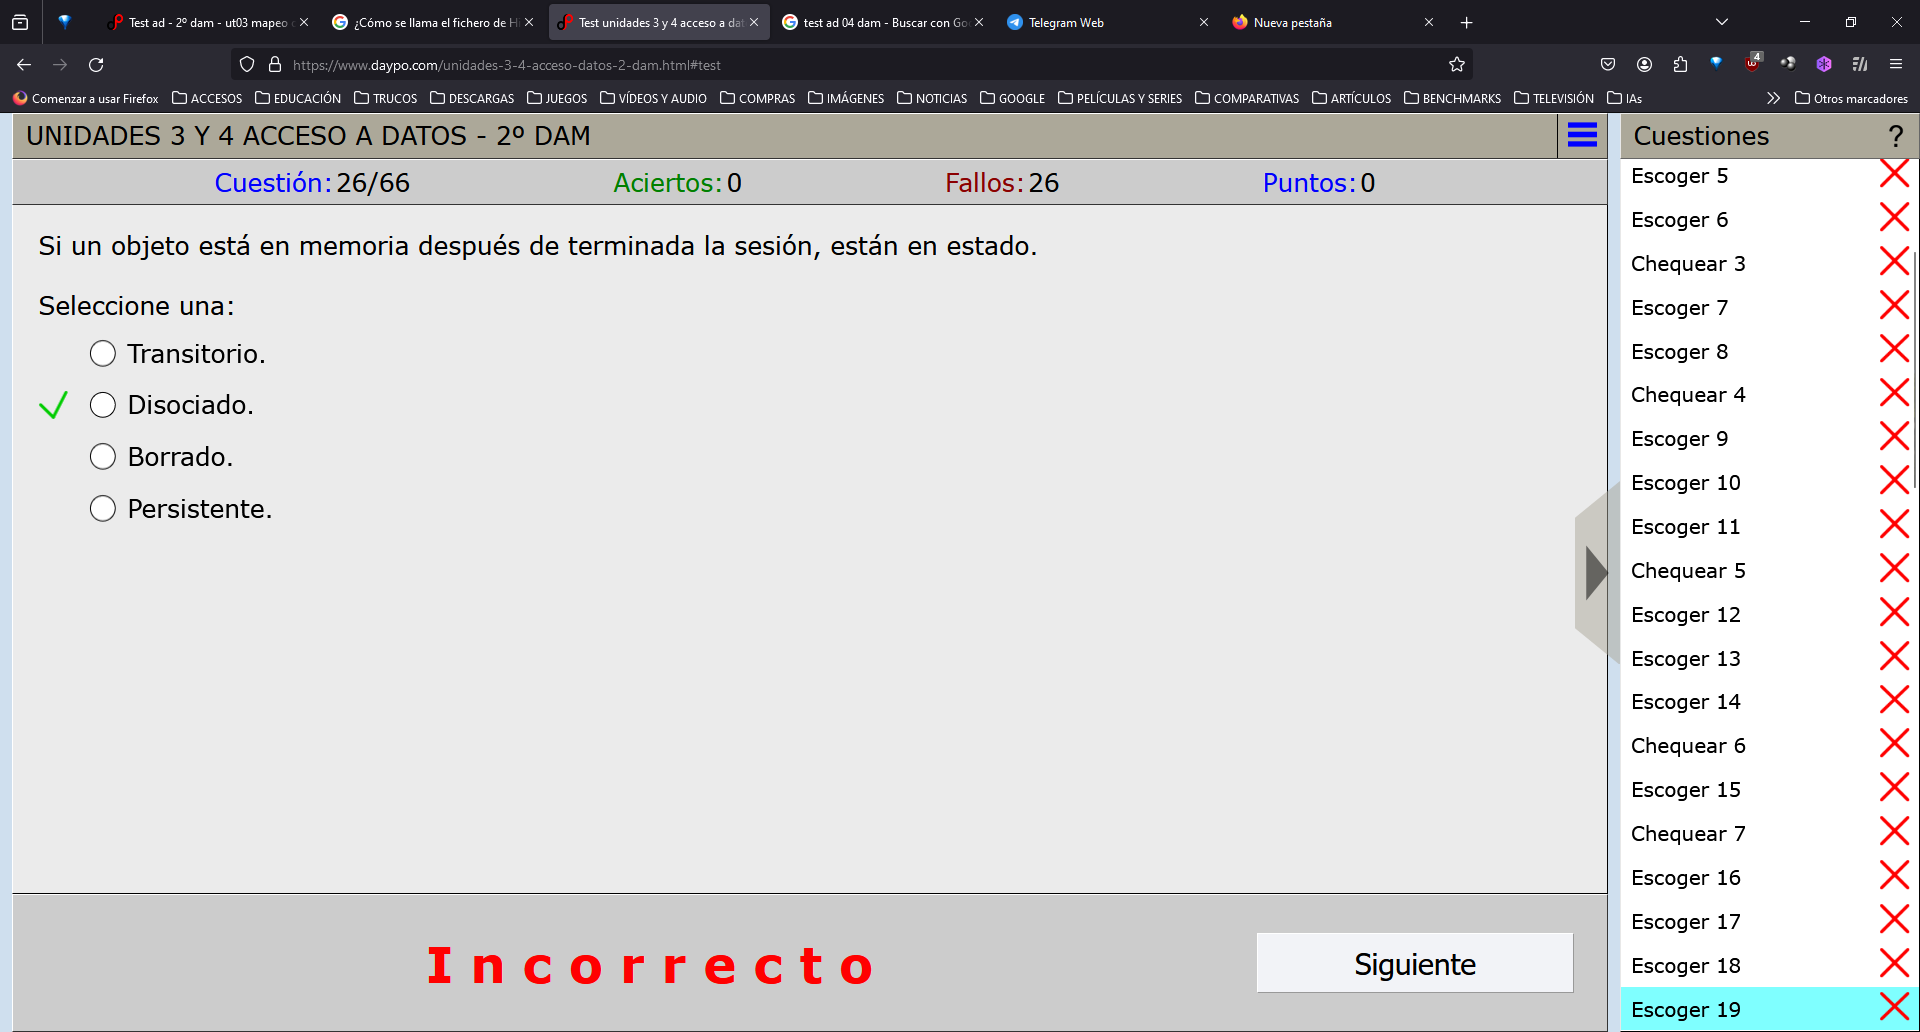 Test ad - 2º dam - ut03 mapeo
¿Cómo se llama el fichero de Hi
Test unidades 3 y 4 acceso a dat
test ad 04 dam - Buscar con Goo
Telegram Web
Nueva pestaña
https://www.daypo.com/unidades-3-4-acceso-datos-2-dam.html#test
4
Comenzar a usar Firefox
ACCESOS
EDUCACIÓN
TRUCOS
DESCARGAS
JUEGOS
VÍDEOS Y AUDIO
COMPRAS
IMÁGENES
NOTICIAS
GOOGLE
PELÍCULAS Y SERIES
COMPARATIVAS
ARTÍCULOS
BENCHMARKS
TELEVISIÓN
IAs
Otros marcadores
UNIDADES 3 Y 4 ACCESO A DATOS - 2º DAM
Cuestión: 26/66
Aciertos: 0
Fallos: 26
Puntos: 0
Si un objeto está en memoria después de terminada la sesión, están en estado.
Seleccione una:
Transitorio.
Disociado.
Borrado.
Persistente.
Incorrecto
Siguiente
Cuestiones ?
Escoger 5
Escoger 6
Chequear 3
Escoger 7
Escoger 8
Chequear 4
Escoger 9
Escoger 10
Escoger 11
Chequear 5
Escoger 12
Escoger 13
Escoger 14
Chequear 6
Escoger 15
Chequear 7
Escoger 16
Escoger 17
Escoger 18
Escoger 19